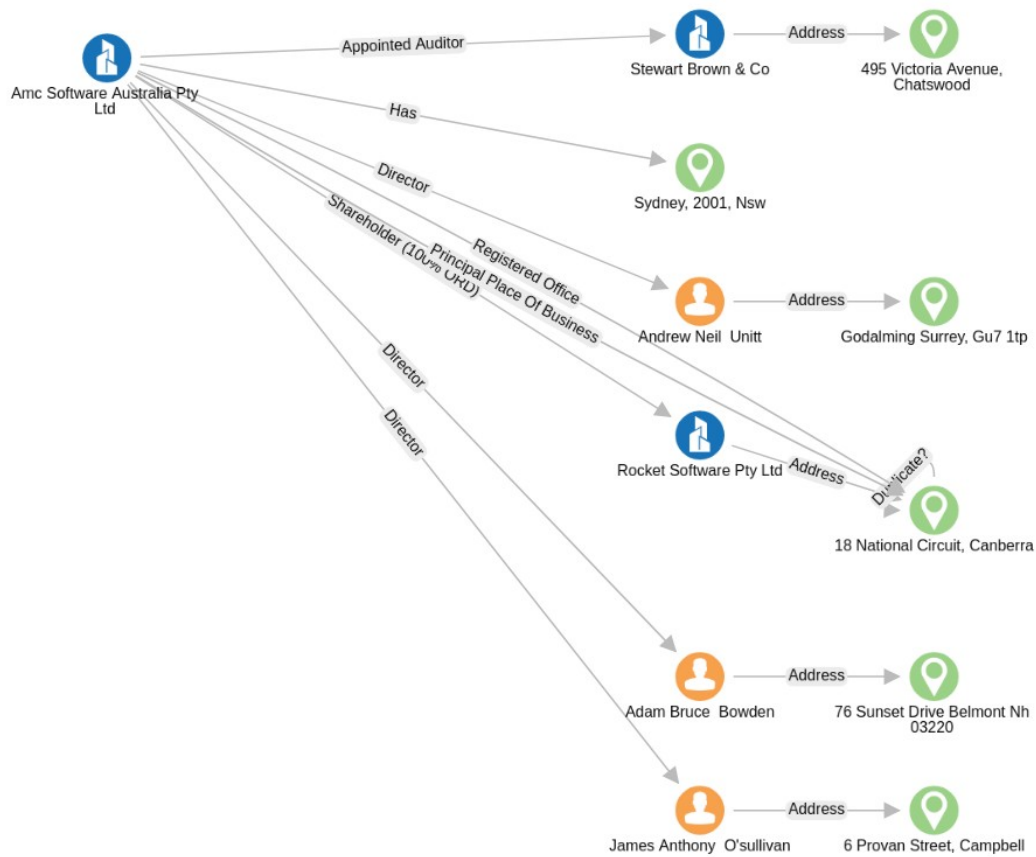 Appointed Auditor
Address
Amc Software Australia Pty
Ltd
Stewart Brown & Co
495 Victoria Avenue,
Chatswood
Has
Sydney, 2001, Nsw
Director
Shareholder (100% ORD)
Registered Office
Principal Place Of Business
Address
Andrew Neil Unitt
Godalming Surrey, Gu7 1tp
Director
Director
Rocket Software Pty Ltd
Address
Duplicate?
18 National Circuit, Canberra
Address
Adam Bruce Bowden
76 Sunset Drive Belmont Nh
03220
Address
James Anthony O'sullivan
6 Provan Street, Campbell